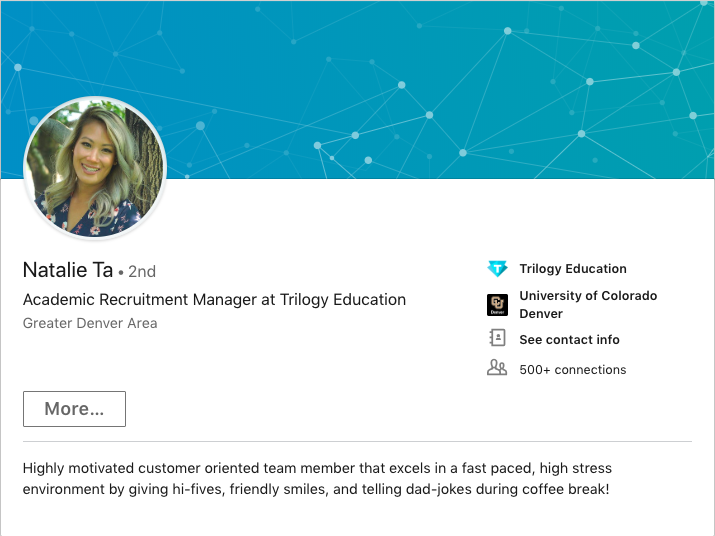 Natalie Ta • 2nd
Academic Recruitment Manager at Trilogy Education
Greater Denver Area
More...
T
Trilogy Education
CU
Denver
University of Colorado
Denver
See contact info
500+ connections
Highly motivated customer oriented team member that excels in a fast paced, high stress
environment by giving hi-fives, friendly smiles, and telling dad-jokes during coffee break!